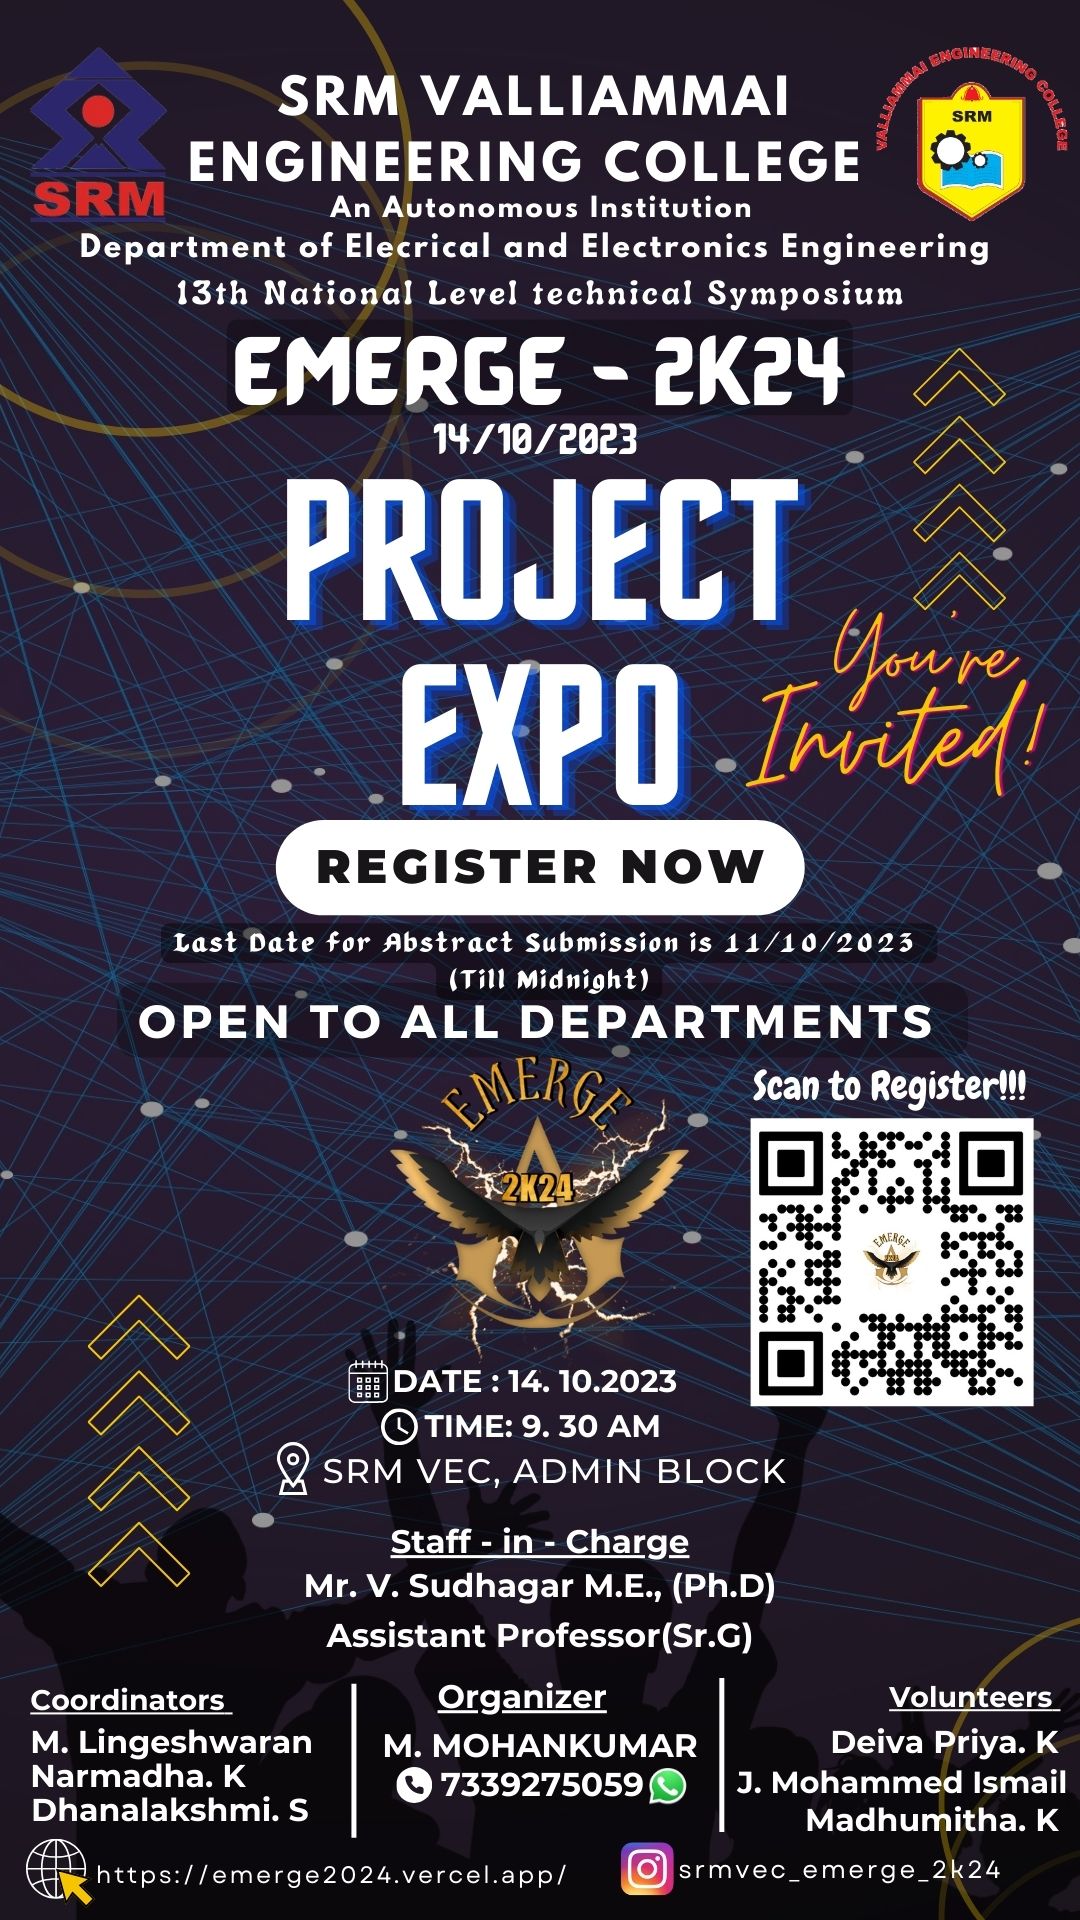 SRM
VALLIAMMAI ENGINEERING COLLEGE
SRM
SRM VALLIAMMAI
ENGINEERING COLLEGE
An Autonomous Institution
Department of Elecrical and Electronics Engineering
13th National Level technical Symposium
EMERGE - 2K24
14/10/2023
PROJECT
EXPO
You're
Invited!
REGISTER NOW
Last Date for Abstract Submission is 11/10/2023
(Till Midnight)
OPEN TO ALL DEPARTMENTS
EMERGE
2K24
Scan to Register!!!
EMERGE
DATE : 14. 10.2023
TIME: 9. 30 AM
SRM VEC, ADMIN BLOCK
Staff - in - Charge
Mr. V. Sudhagar M.E., (Ph.D)
Assistant Professor(Sr.G)
Coordinators
M. Lingeshwaran
Narmadha. K
Dhanalakshmi. S
Organizer
M. MOHANKUMAR
7339275059
Volunteers
Deiva Priya. K
J. Mohammed Ismail
Madhumitha. K
https://emerge2024.vercel.app/
srmvec_emerge_2k24